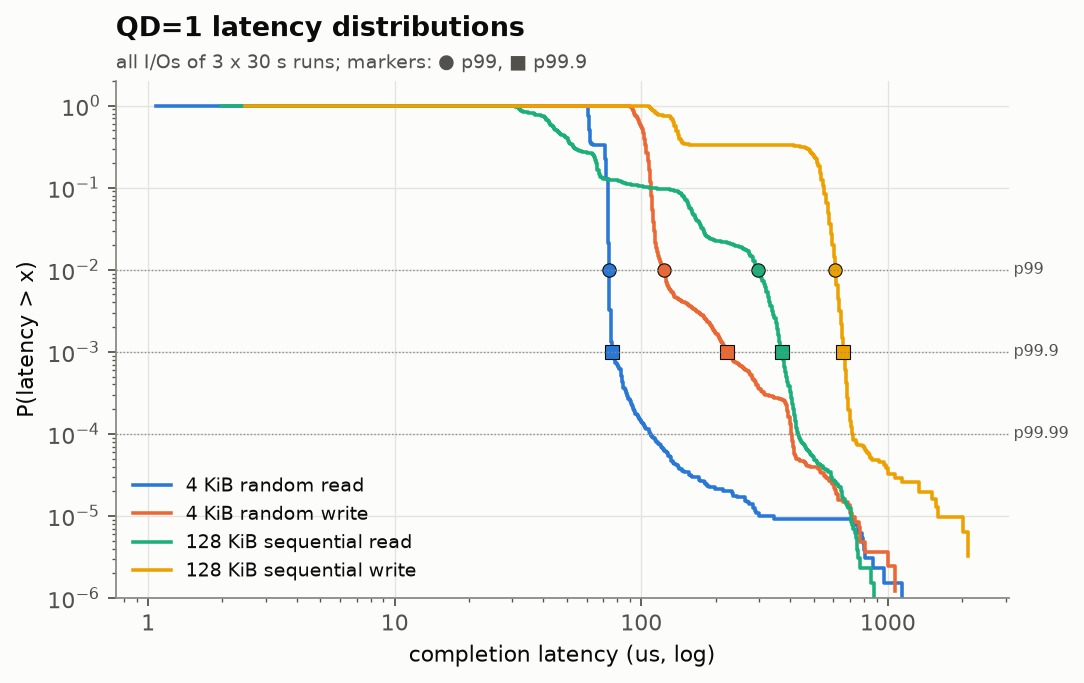 QD=1 latency distributions
all I/Os of 3 x 30 s runs; markers: ● p99, ■ p99.9
P(latency > x)
10⁰
10⁻¹
10⁻²
10⁻³
10⁻⁴
10⁻⁵
10⁻⁶
p99
p99.9
p99.99
4 KiB random read
4 KiB random write
128 KiB sequential read
128 KiB sequential write
1
10
100
1000
completion latency (us, log)